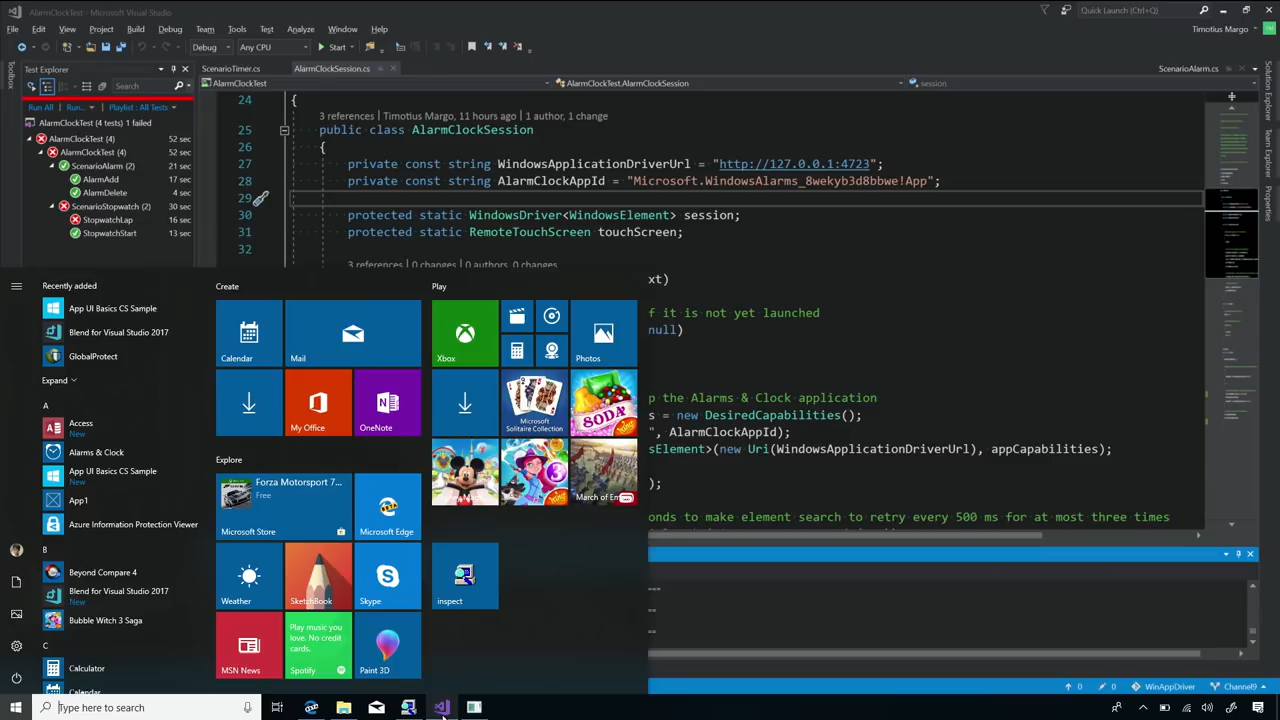 AlarmClockTest - Microsoft Visual Studio
Quick Launch (Ctrl+Q)
File Edit View Project Build Debug Team Tools Test Analyze Window Help
Timotius Margo
Debug Any CPU Start
Toolbox
Test Explorer
Search
Run All Run... Playlist : All Tests
AlarmClockTest (4 tests) 1 failed
AlarmClockTest (4) 52 sec
AlarmClockTest (4) 52 sec
ScenarioAlarm (2) 21 sec
AlarmAdd 17 sec
AlarmDelete 4 sec
ScenarioStopwatch (2) 30 sec
StopwatchLap 16 sec
StopwatchStart 13 sec
ScenarioTimer.cs AlarmClockSession.cs ScenarioAlarm.cs
AlarmClockTest AlarmClockTest.AlarmClockSession session
24 {
3 references | Timotius Margo, 11 hours ago | 1 author, 1 change
25 public class AlarmClockSession
26 {
27 private const string WindowsApplicationDriverUrl = "http://127.0.0.1:4723";
28 private const string AlarmClockAppId = "Microsoft.WindowsAlarms_8wekyb3d8bbwe!App";
29
30 protected static WindowsDriver<WindowsElement> session;
31 protected static RemoteTouchScreen touchScreen;
32
3 references | 0 changes | 0 authors, 0 changes
xt)
f it is not yet launched
null)
p the Alarms & Clock application
s = new DesiredCapabilities();
", AlarmClockAppId);
sElement>(new Uri(WindowsApplicationDriverUrl), appCapabilities);
);
onds to make element search to retry every 500 ms for at most three times
Solution Explorer
Team Explorer
Properties
Recently added
App UI Basics CS Sample
Blend for Visual Studio 2017
GlobalProtect
Expand
A
Access
New
Alarms & Clock
App UI Basics CS Sample
New
App1
Azure Information Protection Viewer
B
Beyond Compare 4
Blend for Visual Studio 2017
New
Bubble Witch 3 Saga
C
Calculator
Calendar
Create
Calendar
Mail
My Office
OneNote
Explore
Forza Motorsport 7...
Free
Microsoft Store
Microsoft Edge
Weather
SketchBook
Skype
MSN News
Play music you love. No credit cards.
Spotify
Paint 3D
Play
Xbox
Photos
Microsoft
Solitaire Collection
SODA
King
King
March of Em
inspect
0 0 WinAppDriver Channel9
Type here to search